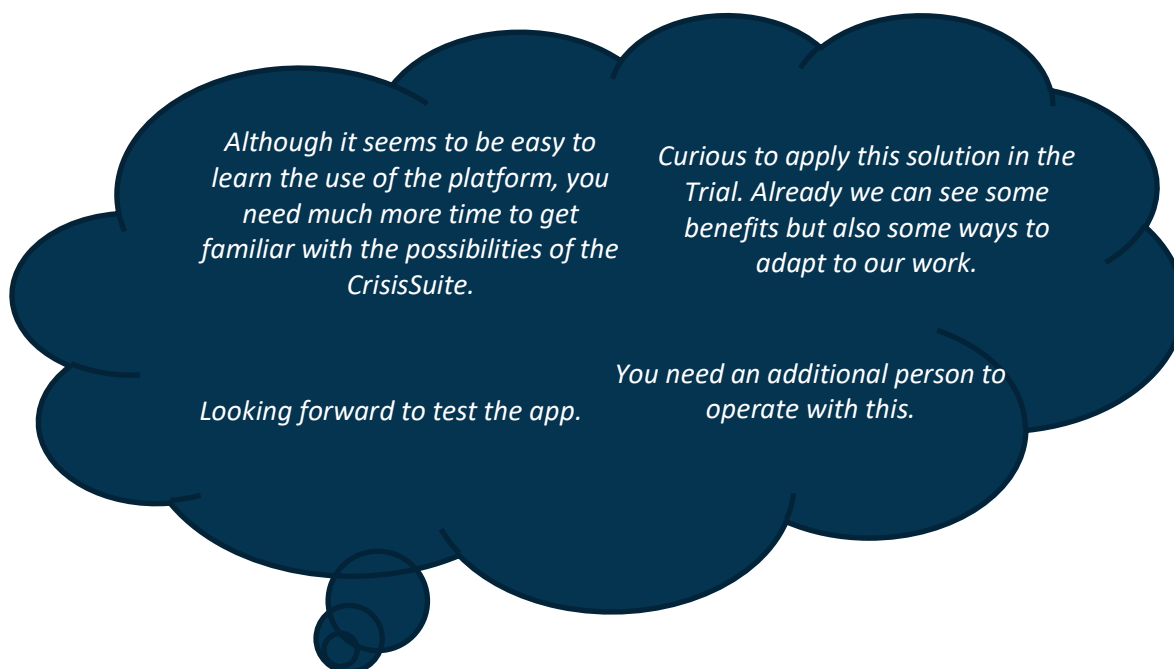 Although it seems to be easy to
learn the use of the platform, you
need much more time to get
familiar with the possibilities of the
CrisisSuite.
Curious to apply this solution in the
Trial. Already we can see some
benefits but also some ways to
adapt to our work.
Looking forward to test the app.
You need an additional person to
operate with this.